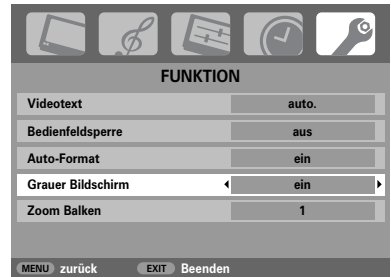 FUNKTION
Videotext auto.
Bedienfeldsperre aus
Auto-Format ein
Grauer Bildschirm ein
Zoom Balken 1
MENU zurück EXIT Beenden